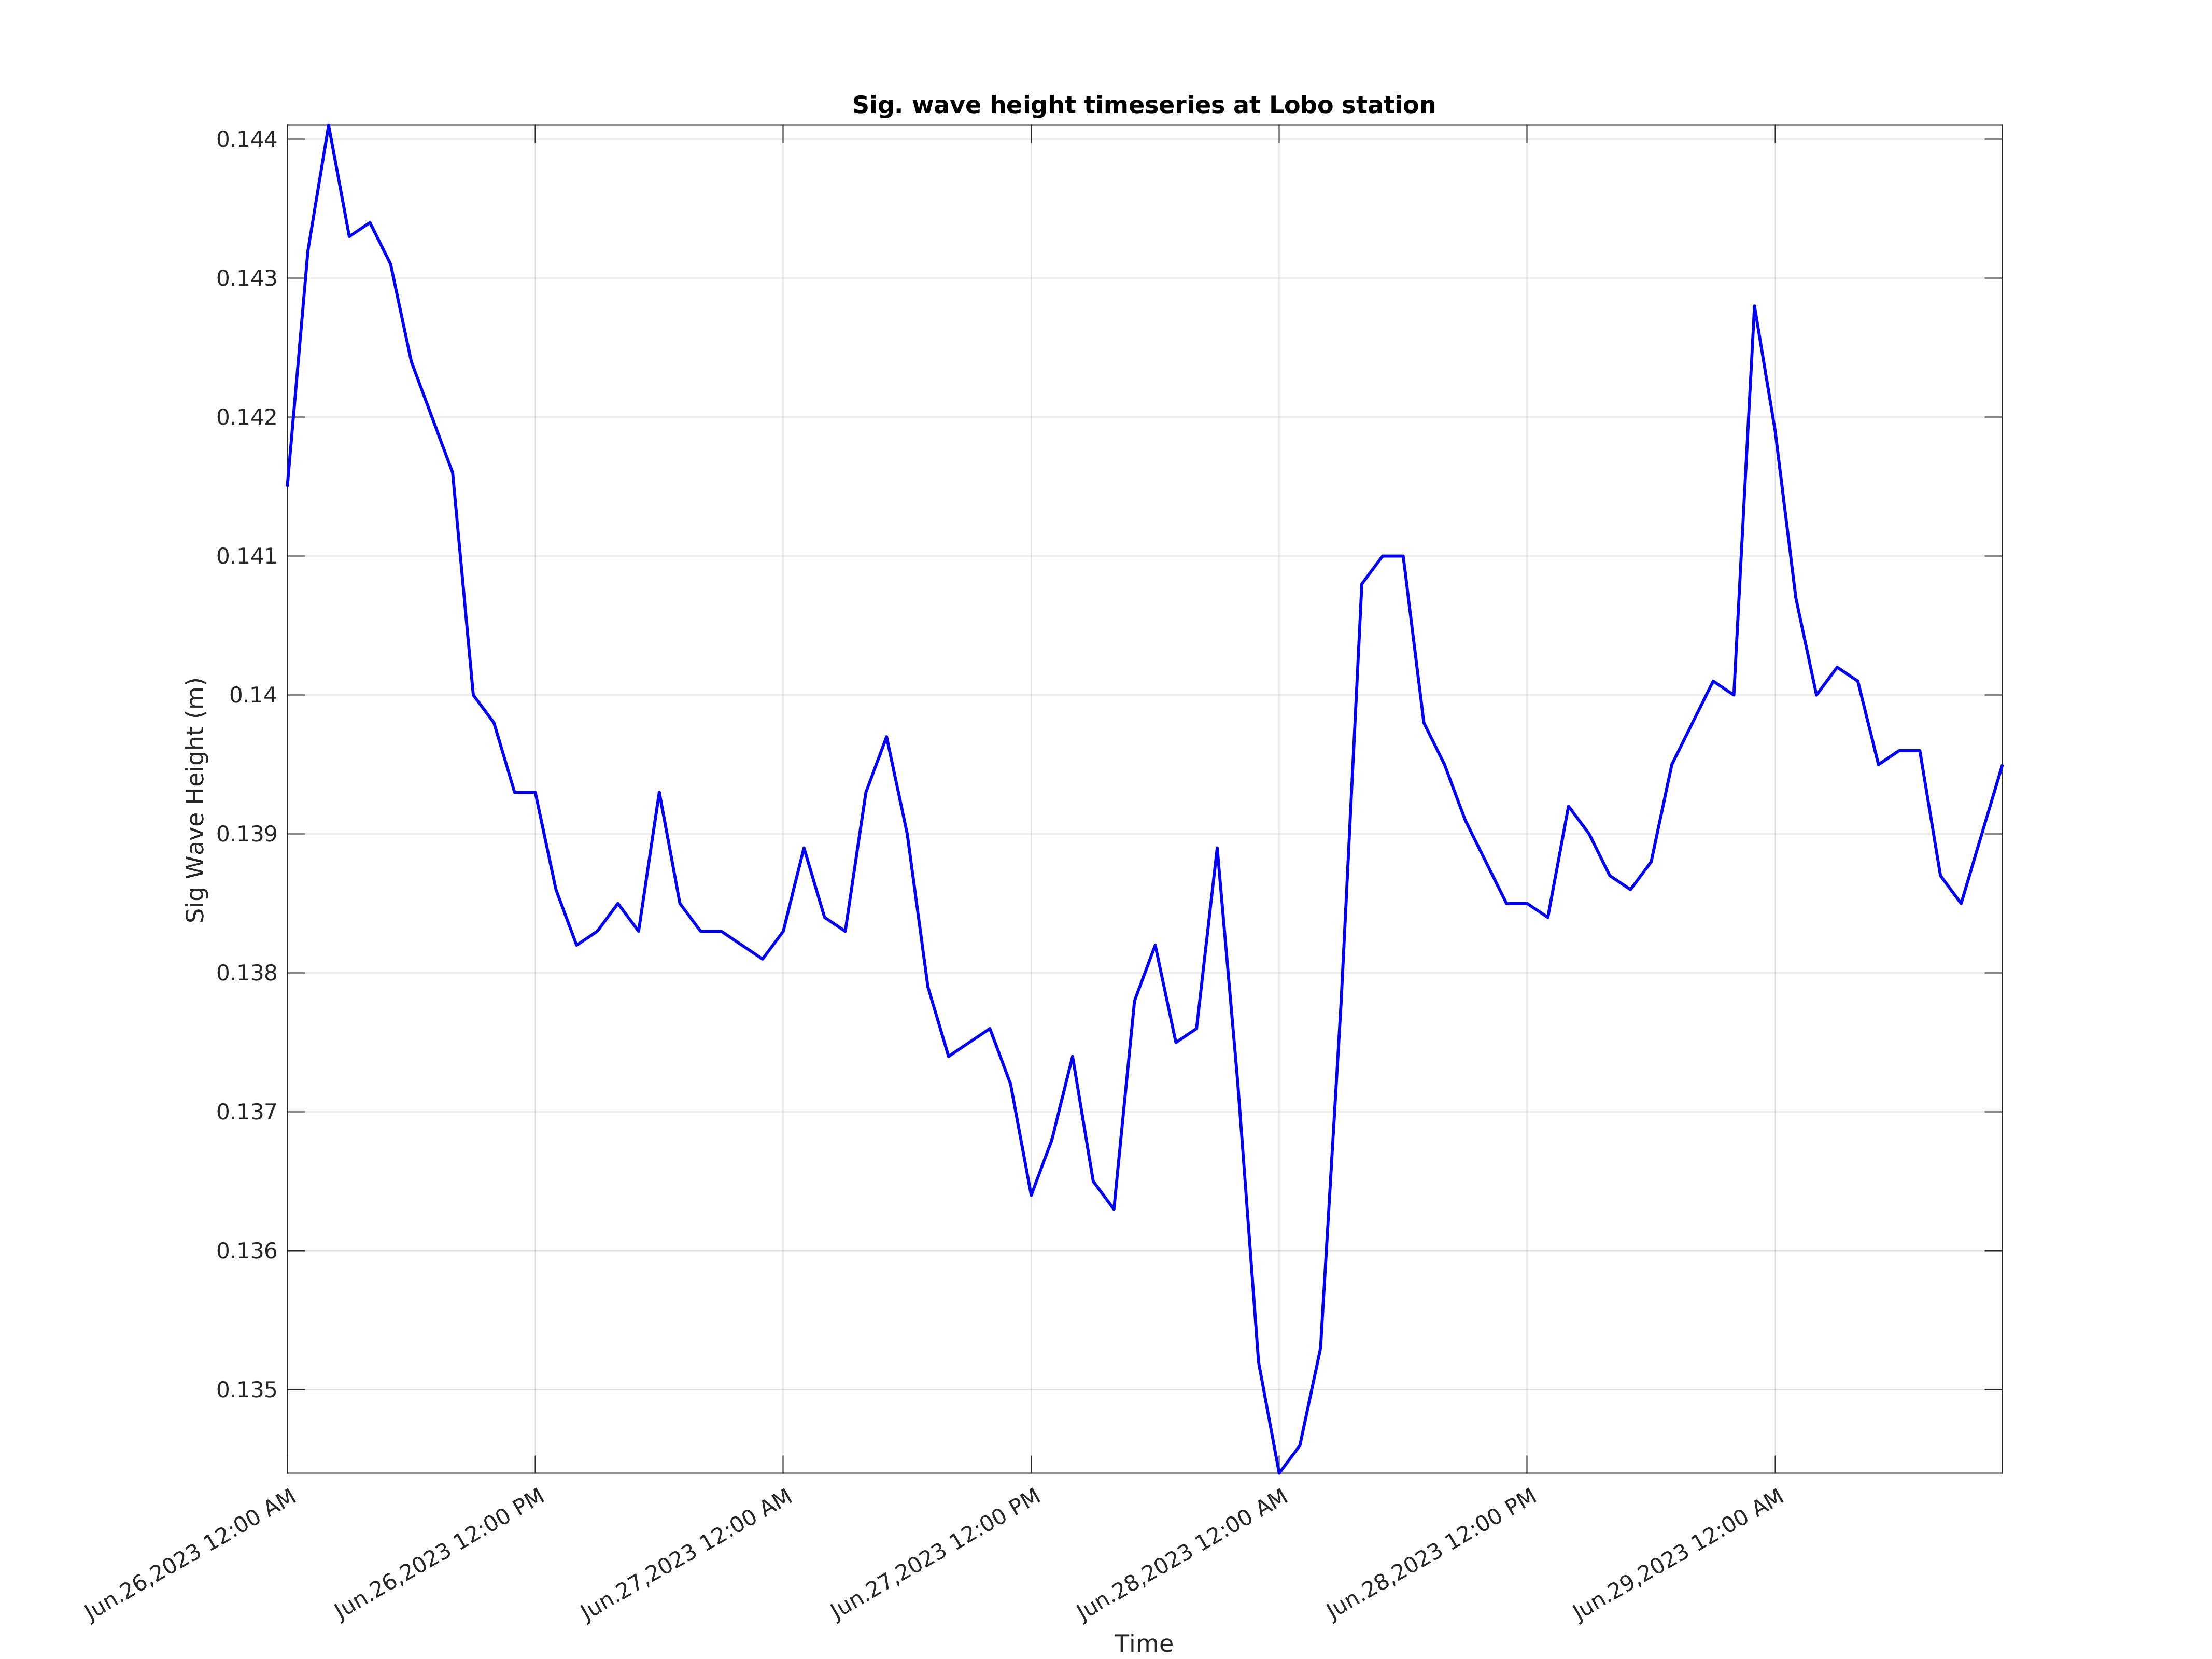 Sig. wave height timeseries at Lobo station
0.144
0.143
0.142
0.141
0.14
0.139
0.138
0.137
0.136
0.135
Sig Wave Height (m)
Jun.26,2023 12:00 AM
Jun.26,2023 12:00 PM
Jun.27,2023 12:00 AM
Jun.27,2023 12:00 PM
Jun.28,2023 12:00 AM
Jun.28,2023 12:00 PM
Jun.29,2023 12:00 AM
Time